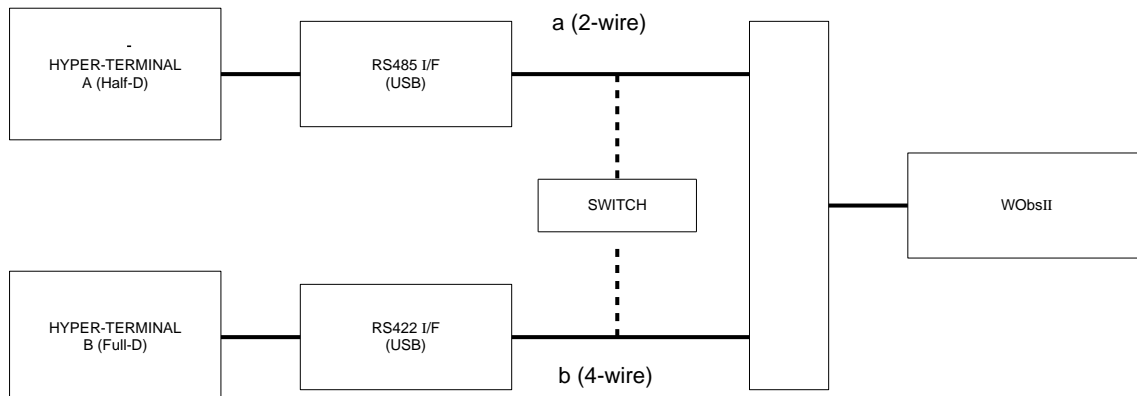 a (2-wire)
-
HYPER-TERMINAL
A (Half-D)
RS485 I/F
(USB)
SWITCH
WObsII
HYPER-TERMINAL
B (Full-D)
RS422 I/F
(USB)
b (4-wire)